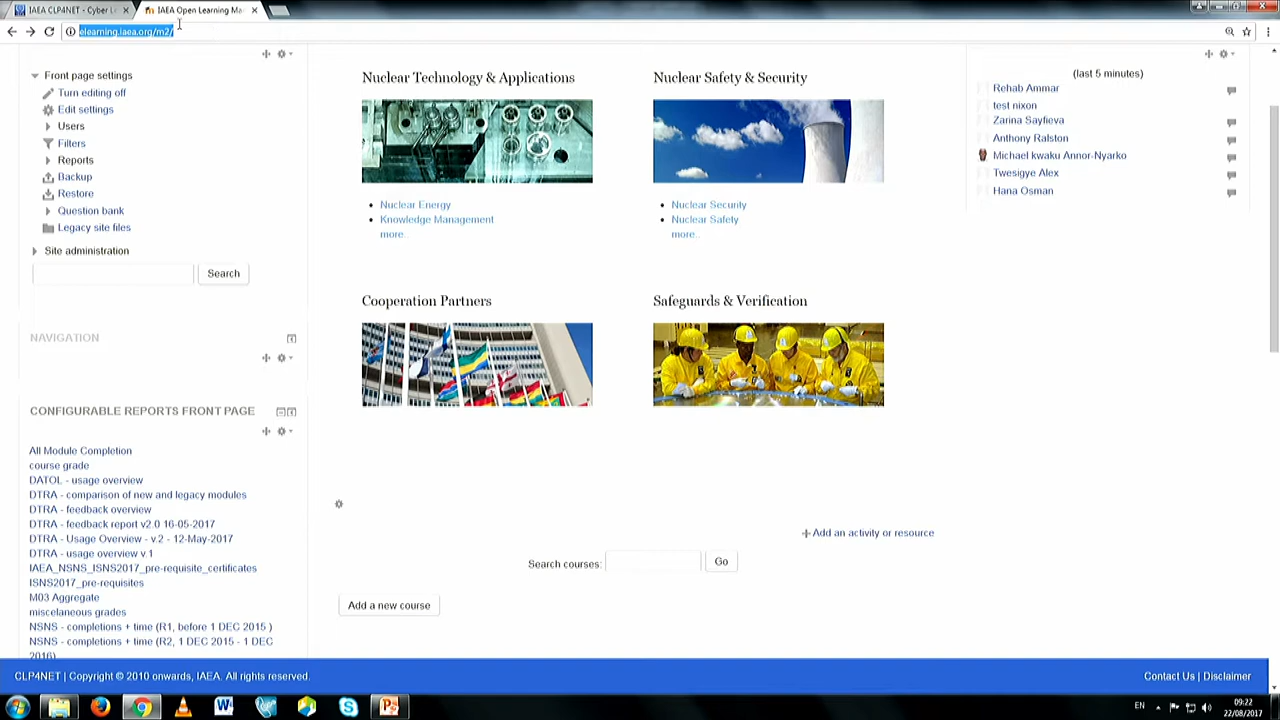 IAEA CLP4NET - Cyber L
IAEA Open Learning Ma
elearning.iaea.org/m2/
Front page settings
Turn editing off
Edit settings
Users
Filters
Reports
Backup
Restore
Question bank
Legacy site files
Site administration
Search
NAVIGATION
CONFIGURABLE REPORTS FRONT PAGE
All Module Completion
course grade
DATOL - usage overview
DTRA - comparison of new and legacy modules
DTRA - feedback overview
DTRA - feedback report v2.0 16-05-2017
DTRA - Usage Overview - v.2 - 12-May-2017
DTRA - usage overview v.1
IAEA_NSNS_ISNS2017_pre-requisite_certificates
ISNS2017_pre-requisites
M03 Aggregate
miscelaneous grades
NSNS - completions + time (R1, before 1 DEC 2015 )
NSNS - completions + time (R2, 1 DEC 2015 - 1 DEC
2016)
Nuclear Technology & Applications
Nuclear Energy
Knowledge Management
more..
Nuclear Safety & Security
Nuclear Security
Nuclear Safety
more..
Cooperation Partners
Safeguards & Verification
Add an activity or resource
Search courses:
Go
Add a new course
(last 5 minutes)
Rehab Ammar
test nixon
Zarina Sayfieva
Anthony Ralston
Michael kwaku Annor-Nyarko
Twesigye Alex
Hana Osman
CLP4NET | Copyright © 2010 onwards, IAEA. All rights reserved.
Contact Us | Disclaimer
EN
09:22
22/08/2017